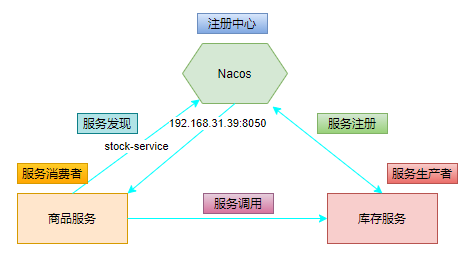 注册中心
Nacos
服务发现
192.168.31.39:8050
服务注册
stock-service
服务消费者
服务生产者
商品服务
服务调用
库存服务